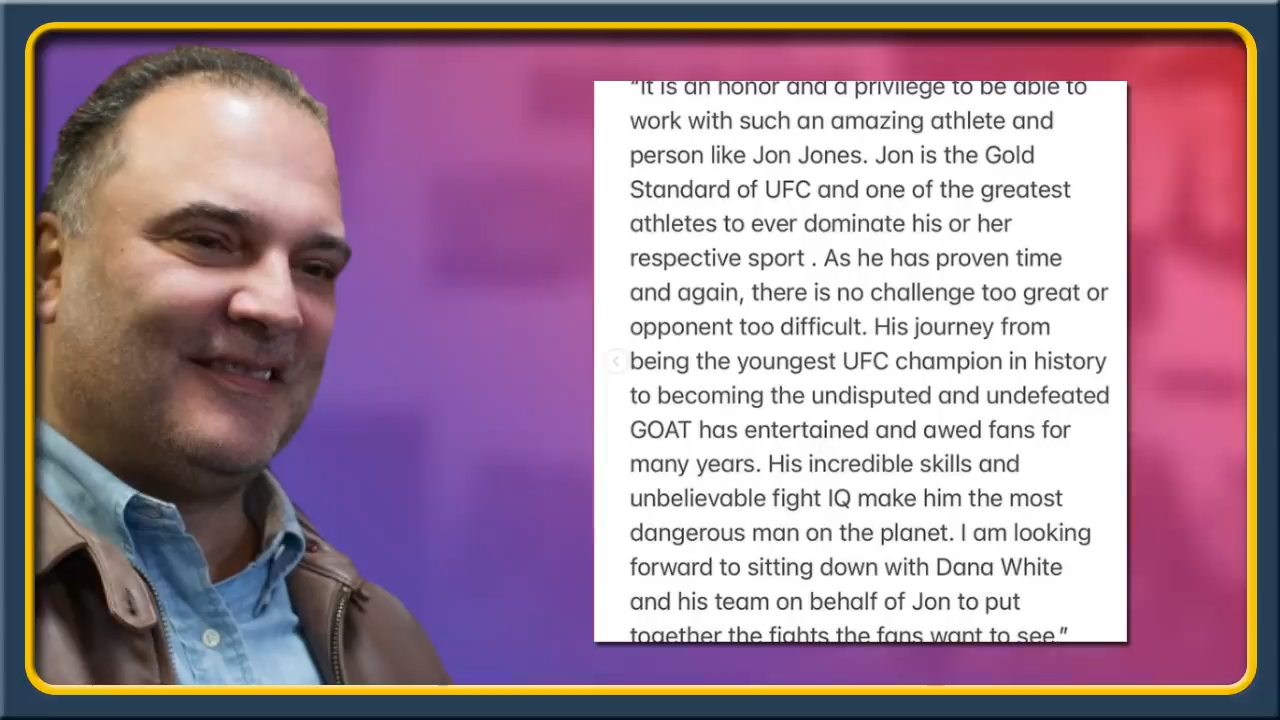 “It is an honor and a privilege to be able to
work with such an amazing athlete and
person like Jon Jones. Jon is the Gold
Standard of UFC and one of the greatest
athletes to ever dominate his or her
respective sport . As he has proven time
and again, there is no challenge too great or
opponent too difficult. His journey from
being the youngest UFC champion in history
to becoming the undisputed and undefeated
GOAT has entertained and awed fans for
many years. His incredible skills and
unbelievable fight IQ make him the most
dangerous man on the planet. I am looking
forward to sitting down with Dana White
and his team on behalf of Jon to put
together the fights the fans want to see.”